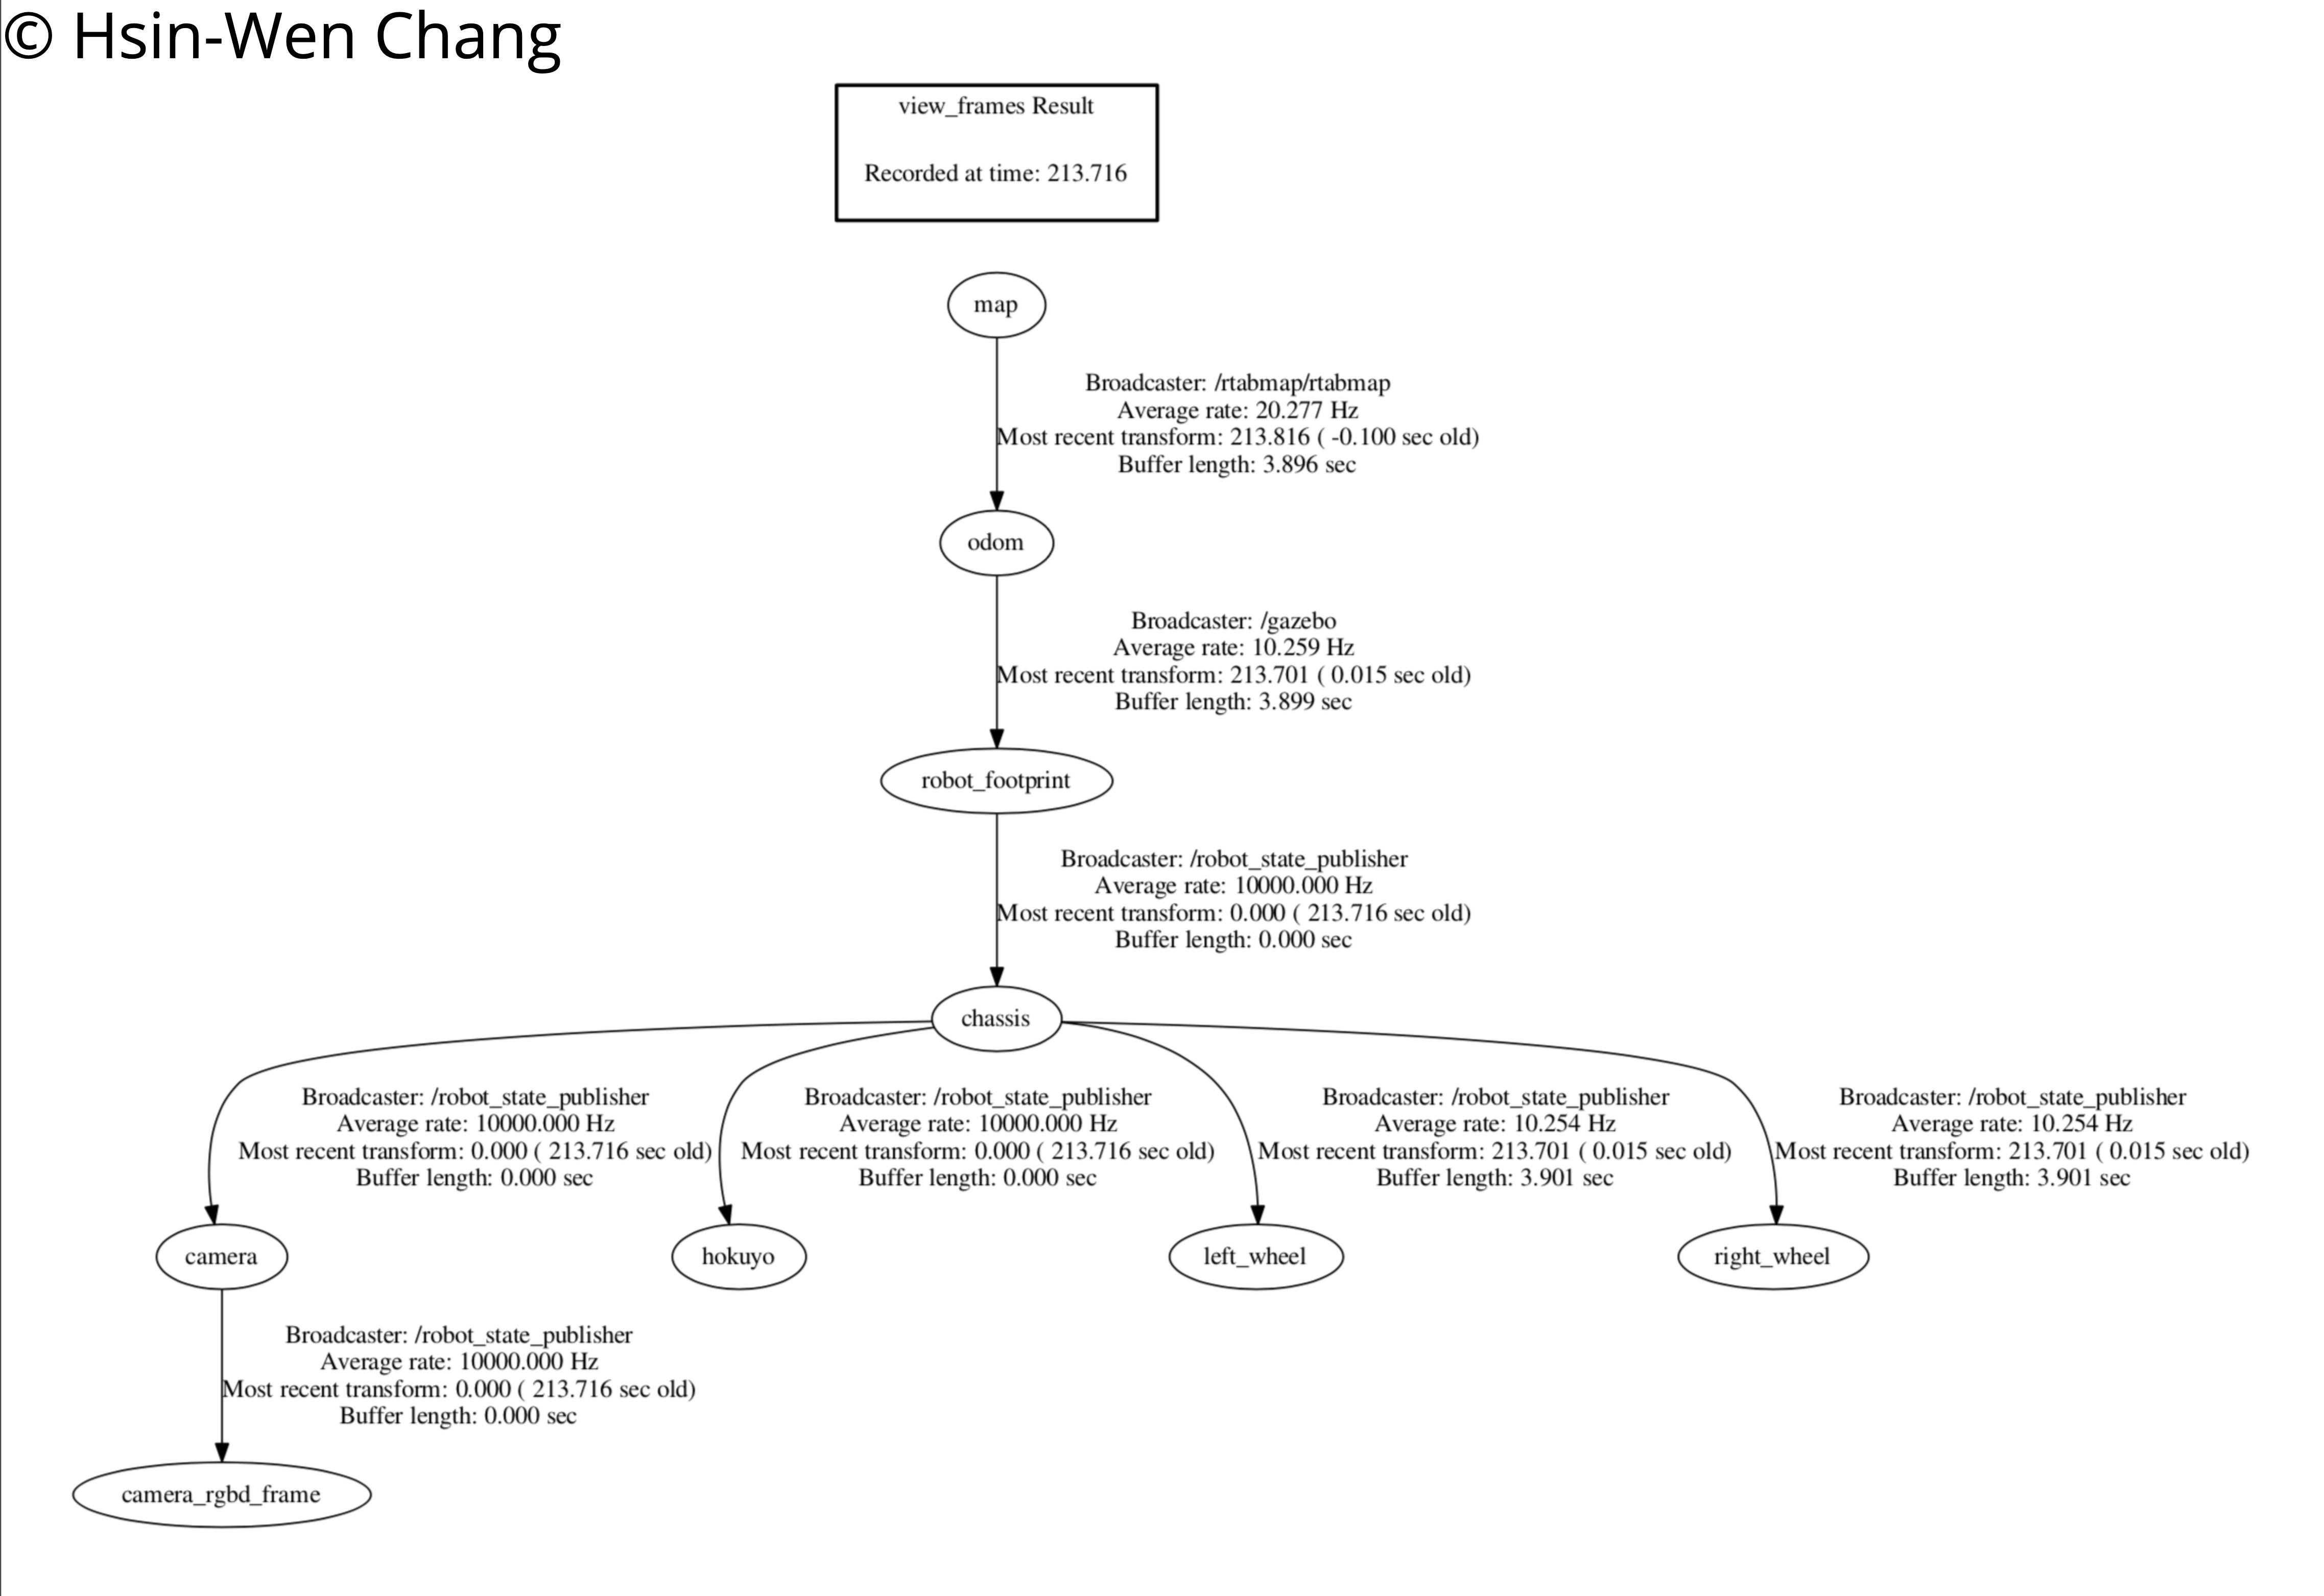 © Hsin-Wen Chang
view_frames Result
Recorded at time: 213.716
map
Broadcaster: /rtabmap/rtabmap
Average rate: 20.277 Hz
Most recent transform: 213.816 ( -0.100 sec old)
Buffer length: 3.896 sec
odom
Broadcaster: /gazebo
Average rate: 10.259 Hz
Most recent transform: 213.701 ( 0.015 sec old)
Buffer length: 3.899 sec
robot_footprint
Broadcaster: /robot_state_publisher
Average rate: 10000.000 Hz
Most recent transform: 0.000 ( 213.716 sec old)
Buffer length: 0.000 sec
chassis
Broadcaster: /robot_state_publisher
Average rate: 10000.000 Hz
Most recent transform: 0.000 ( 213.716 sec old)
Buffer length: 0.000 sec
Broadcaster: /robot_state_publisher
Average rate: 10000.000 Hz
Most recent transform: 0.000 ( 213.716 sec old)
Buffer length: 0.000 sec
Broadcaster: /robot_state_publisher
Average rate: 10.254 Hz
Most recent transform: 213.701 ( 0.015 sec old)
Buffer length: 3.901 sec
Broadcaster: /robot_state_publisher
Average rate: 10.254 Hz
Most recent transform: 213.701 ( 0.015 sec old)
Buffer length: 3.901 sec
camera
hokuyo
left_wheel
right_wheel
Broadcaster: /robot_state_publisher
Average rate: 10000.000 Hz
Most recent transform: 0.000 ( 213.716 sec old)
Buffer length: 0.000 sec
camera_rgbd_frame